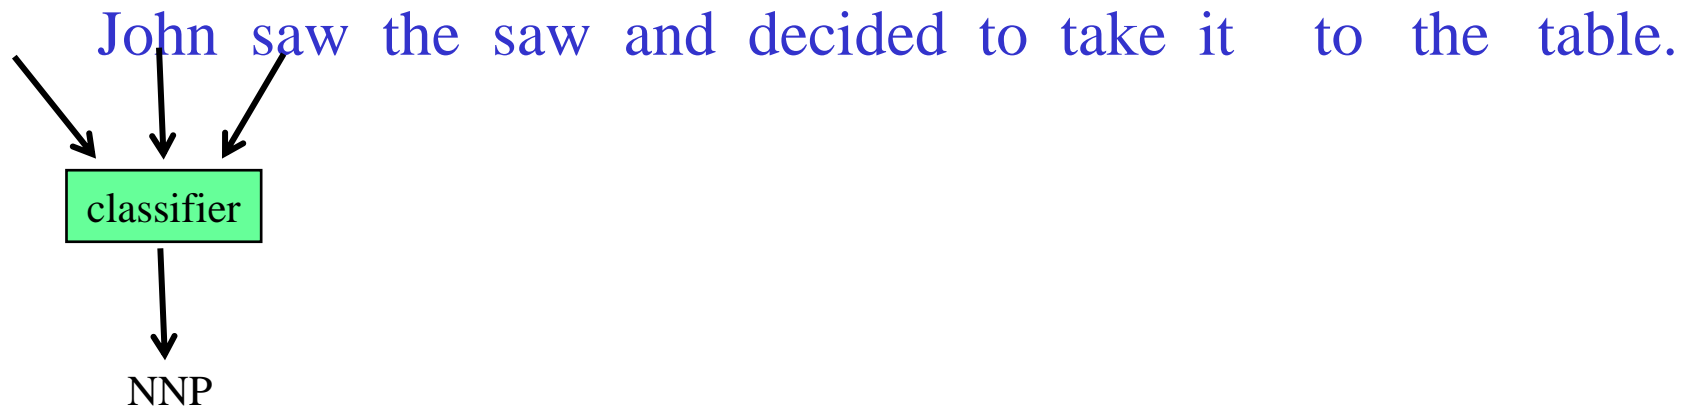 John saw the saw and decided to take it to the table.
classifier
NNP